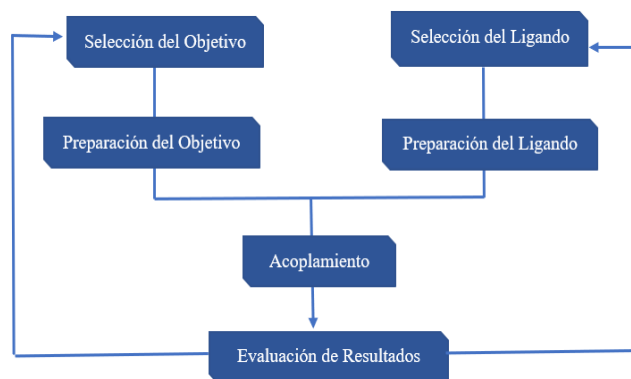 Selección del Objetivo
Selección del Ligando
Preparación del Objetivo
Preparación del Ligando
Acoplamiento
Evaluación de Resultados